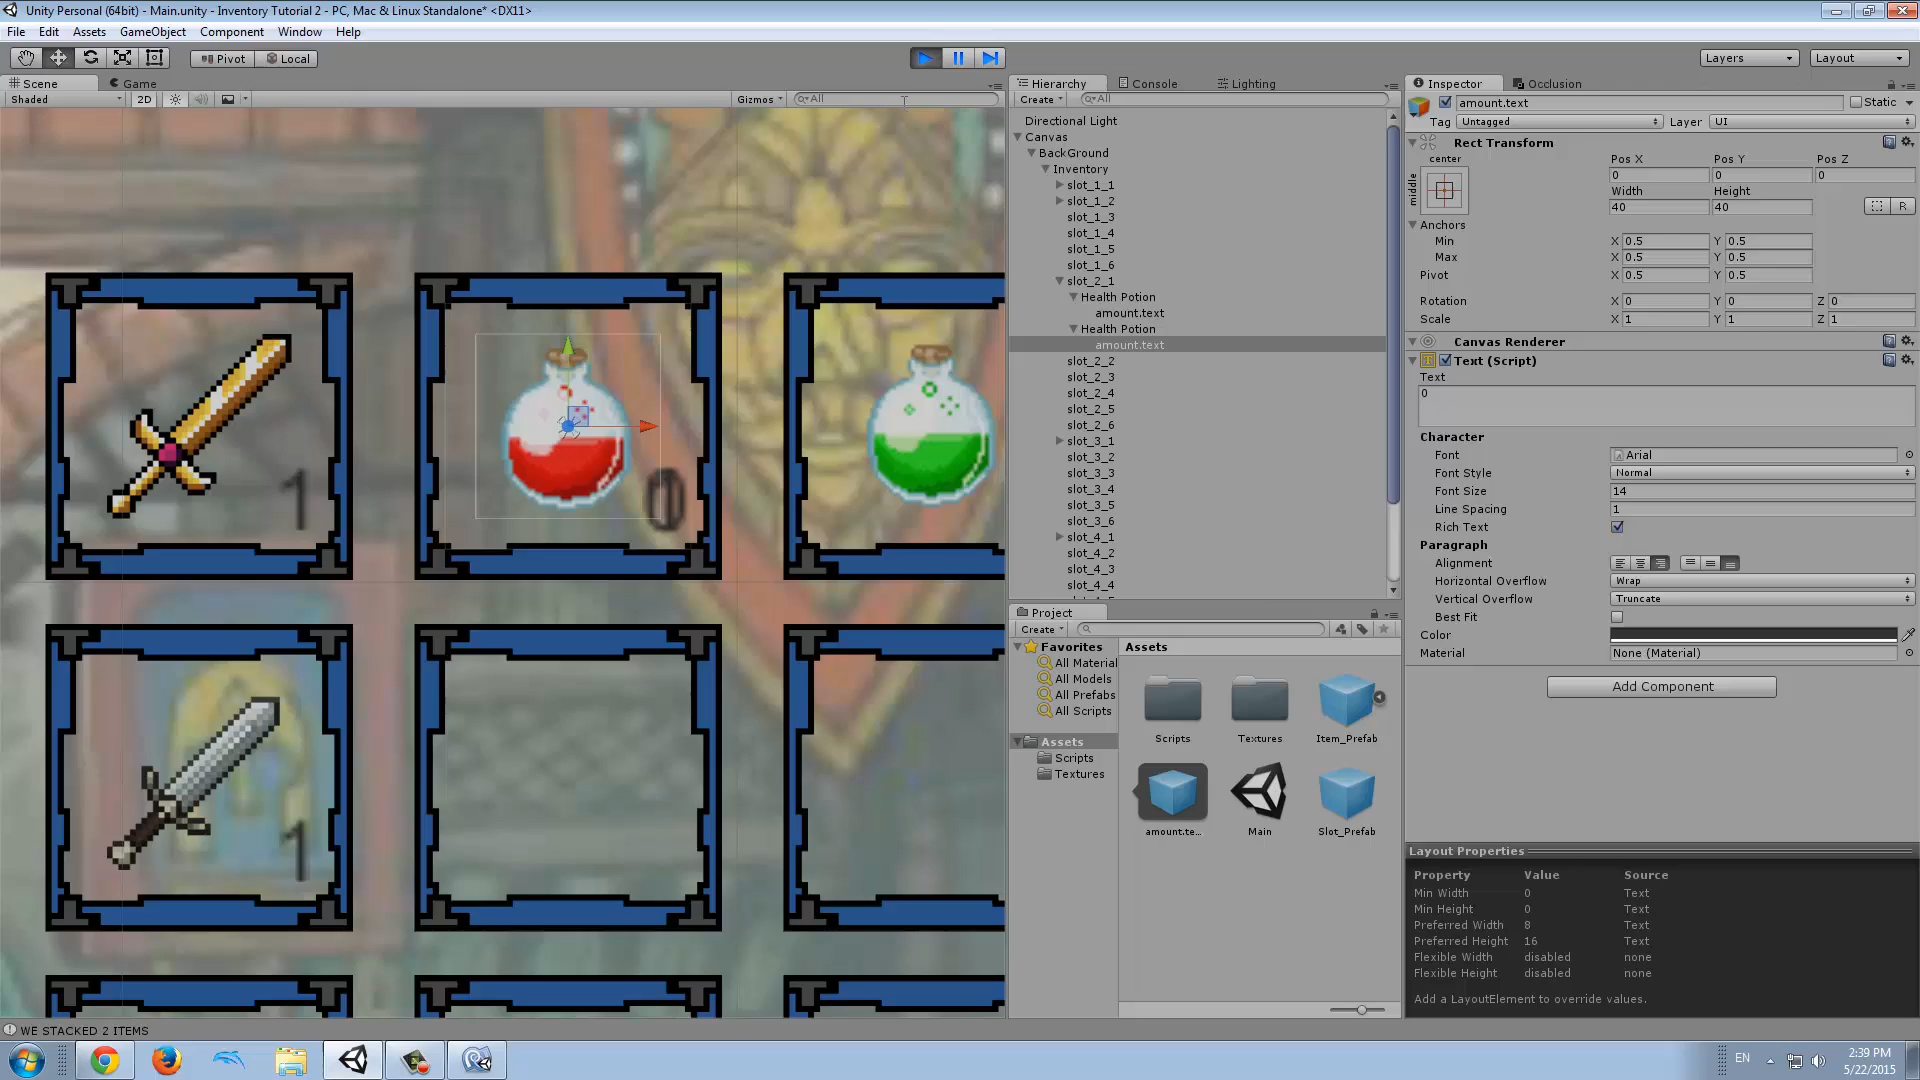 Unity Personal (64bit) - Main.unity - Inventory Tutorial 2 - PC, Mac & Linux Standalone* <DX11>
File Edit Assets GameObject Component Window Help
Pivot Local Layers Layout
Scene Game
Shaded 2D Gizmos All
1
0
1
Hierarchy Console Lighting
Create All
Directional Light
Canvas
BackGround
Inventory
slot_1_1
slot_1_2
slot_1_3
slot_1_4
slot_1_5
slot_1_6
slot_2_1
Health Potion
amount.text
Health Potion
amount.text
slot_2_2
slot_2_3
slot_2_4
slot_2_5
slot_2_6
slot_3_1
slot_3_2
slot_3_3
slot_3_4
slot_3_5
slot_3_6
slot_4_1
slot_4_2
slot_4_3
slot_4_4
Project
Create
Favorites
All Material
All Models
All Prefabs
All Scripts
Assets
Scripts
Textures
Assets
Scripts Textures Item_Prefab
amount.te... Main Slot_Prefab
Inspector Occlusion
amount.text Static
Tag Untagged Layer UI
Rect Transform
center
middle
Pos X Pos Y Pos Z
0 0 0
Width Height
40 40 R
Anchors
Min X 0.5 Y 0.5
Max X 0.5 Y 0.5
Pivot X 0.5 Y 0.5
Rotation X 0 Y 0 Z 0
Scale X 1 Y 1 Z 1
Canvas Renderer
Text (Script)
Text
0
Character
Font Arial
Font Style Normal
Font Size 14
Line Spacing 1
Rich Text
Paragraph
Alignment
Horizontal Overflow Wrap
Vertical Overflow Truncate
Best Fit
Color
Material None (Material)
Add Component
Layout Properties
Property Value Source
Min Width 0 Text
Min Height 0 Text
Preferred Width 8 Text
Preferred Height 16 Text
Flexible Width disabled none
Flexible Height disabled none
Add a LayoutElement to override values.
WE STACKED 2 ITEMS
EN 2:39 PM
5/22/2015